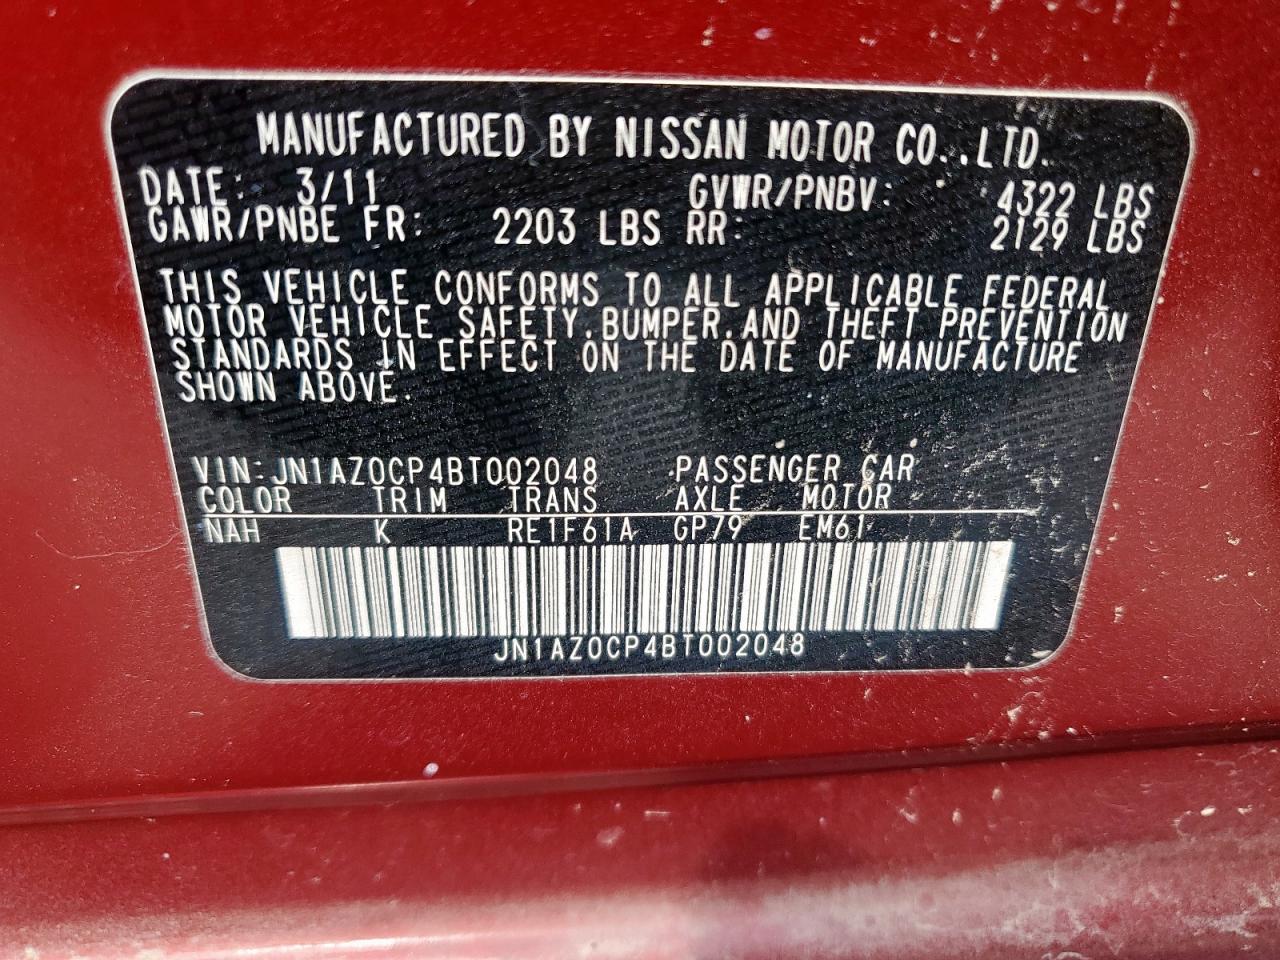 MANUFACTURED BY NISSAN MOTOR CO.,LTD.
DATE: 3/11 GVWR/PNBV: 4322 LBS
GAWR/PNBE FR: 2203 LBS RR: 2129 LBS
THIS VEHICLE CONFORMS TO ALL APPLICABLE FEDERAL
MOTOR VEHICLE SAFETY,BUMPER,AND THEFT PREVENTION
STANDARDS IN EFFECT ON THE DATE OF MANUFACTURE
SHOWN ABOVE.
VIN:JN1AZ0CP4BT002048 PASSENGER CAR
COLOR TRIM TRANS AXLE MOTOR
NAH K RE1F61A GP79 EM61
JN1AZ0CP4BT002048